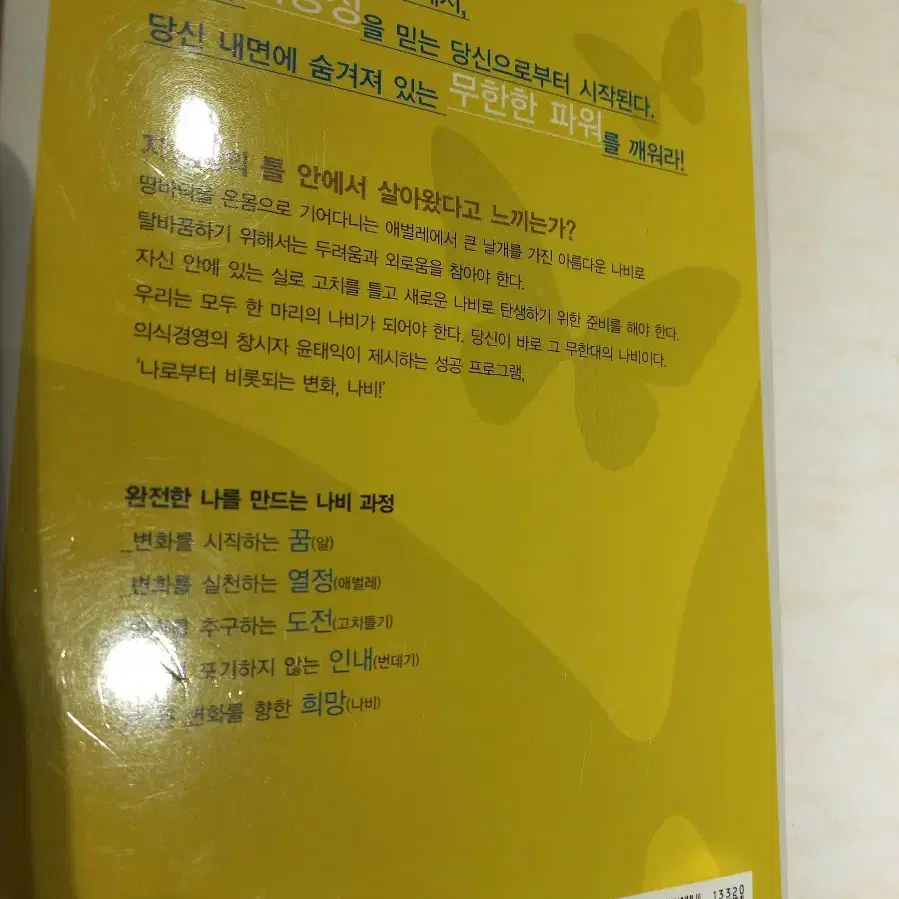 을 믿는 당신으로부터 시작된다.
당신 내면에 숨겨져 있는 무한한 파워를 깨워라!
틀 안에서 살아왔다고 느끼는가?
땅바닥을 온몸으로 기어다니는 애벌레에서 큰 날개를 가진 아름다운 나비로
탈바꿈하기 위해서는 두려움과 외로움을 참아야 한다.
자신 안에 있는 실로 고치를 틀고 새로운 나비로 탄생하기 위한 준비를 해야 한다.
우리는 모두 한 마리의 나비가 되어야 한다. 당신이 바로 그 무한대의 나비이다.
의식경영의 창시자 윤태익이 제시하는 성공 프로그램,
'나로부터 비롯되는 변화, 나비!'
완전한 나를 만드는 나비 과정
_변화를 시작하는 꿈(알)
_변화를 실천하는 열정(애벌레)
추구하는 도전(고치틀기)
포기하지 않는 인내(번데기)
변화를 향한 희망(나비)
13320